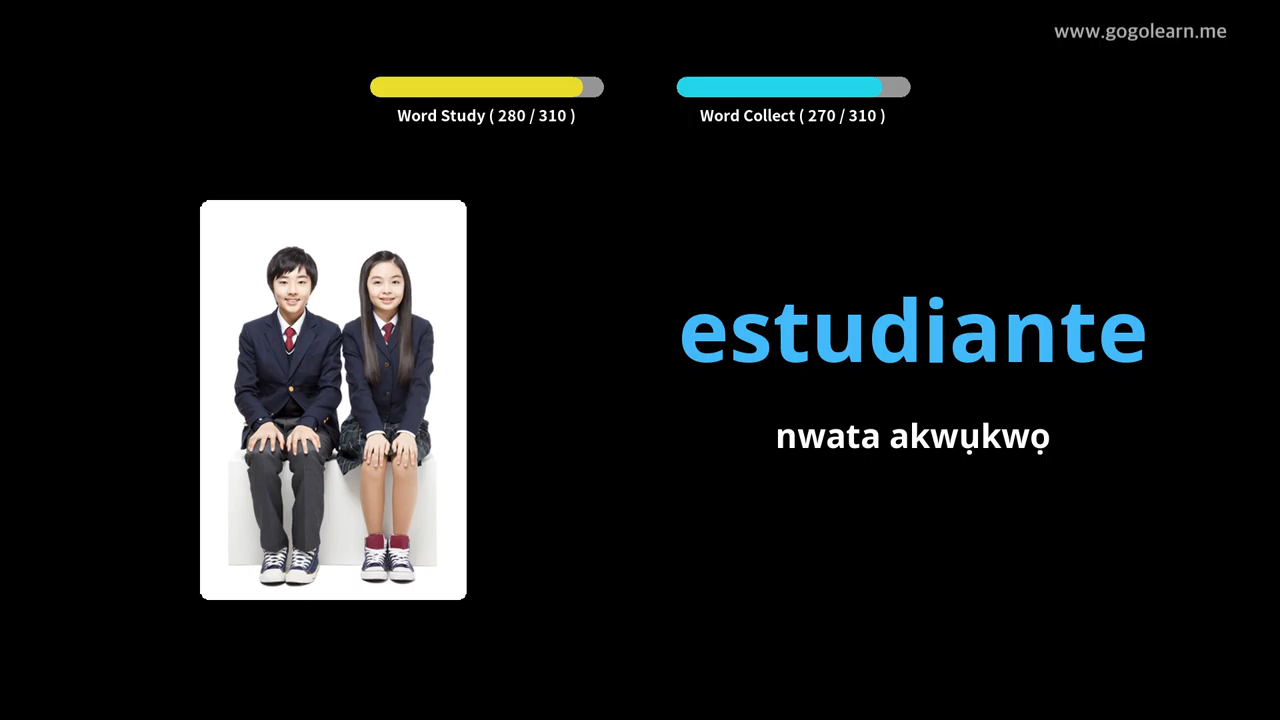 www.gogolearn.me
Word Study ( 280 / 310 )
Word Collect ( 270 / 310 )
estudiante
nwata akwụkwọ